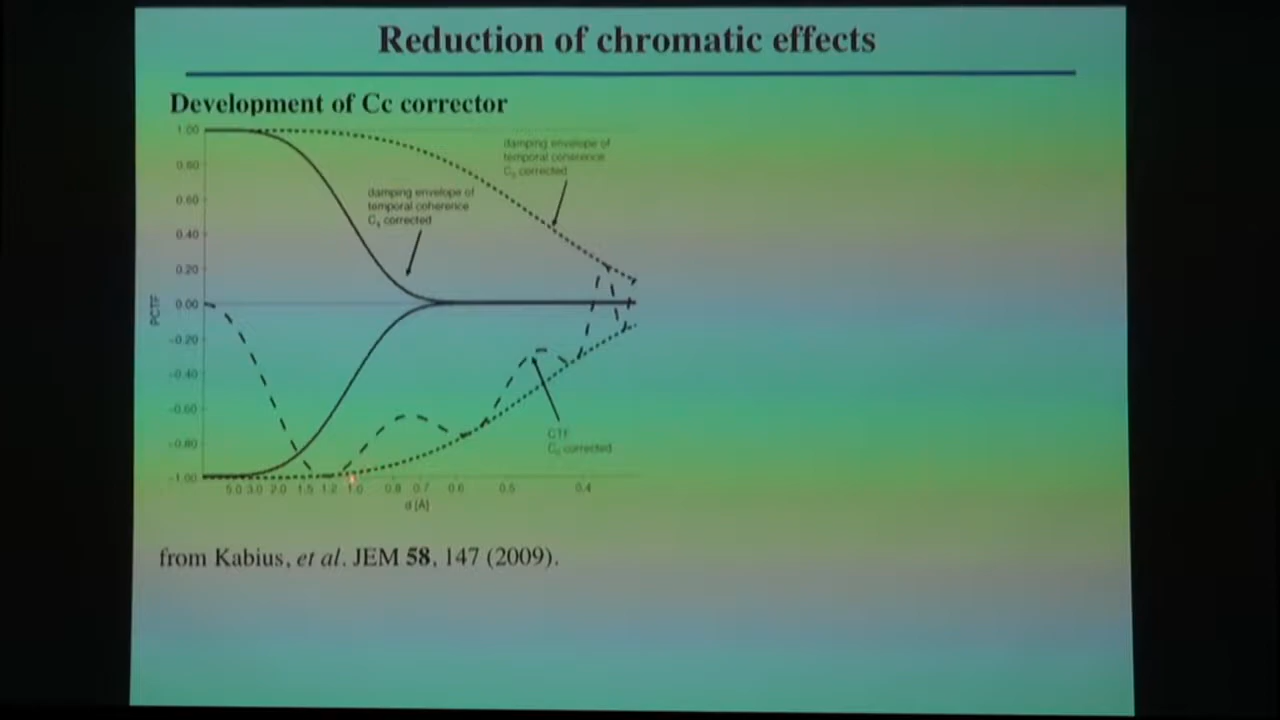 Reduction of chromatic effects
Development of Cc corrector
1.00
0.80
0.60
0.40
0.20
0.00
-0.20
-0.40
-0.60
-0.80
-1.00
PCTF
damping envelope of
temporal coherence
corrected
damping envelope of
temporal coherence
corrected
CTF
corrected
5.0 3.0 2.0 1.5 1.2 1.0 0.8 0.7 0.6 0.5 0.4
d [Å]
from Kabius, et al. JEM 58, 147 (2009).